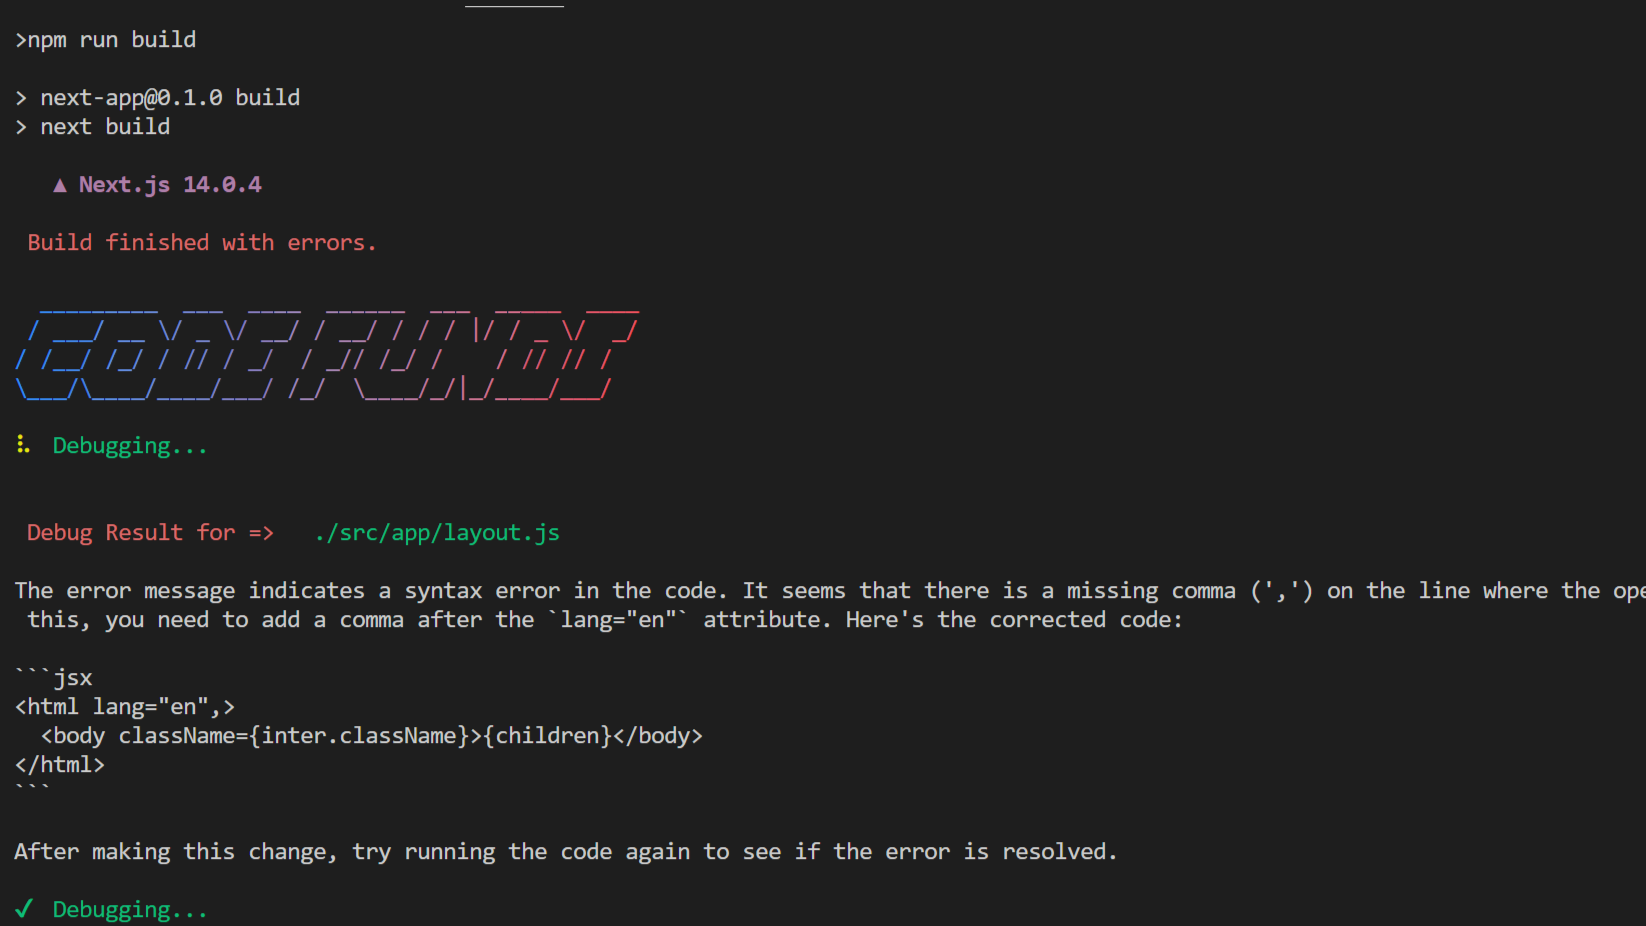 >npm run build
> next-app@0.1.0 build
> next build
▲ Next.js 14.0.4
Build finished with errors.
CODEFUNDI
Debugging...
Debug Result for => ./src/app/layout.js
The error message indicates a syntax error in the code. It seems that there is a missing comma (',') on the line where the
this, you need to add a comma after the `lang="en"` attribute. Here's the corrected code:
```jsx
<html lang="en",>
<body className={inter.className}>{children}</body>
</html>
```
After making this change, try running the code again to see if the error is resolved.
✓ Debugging...